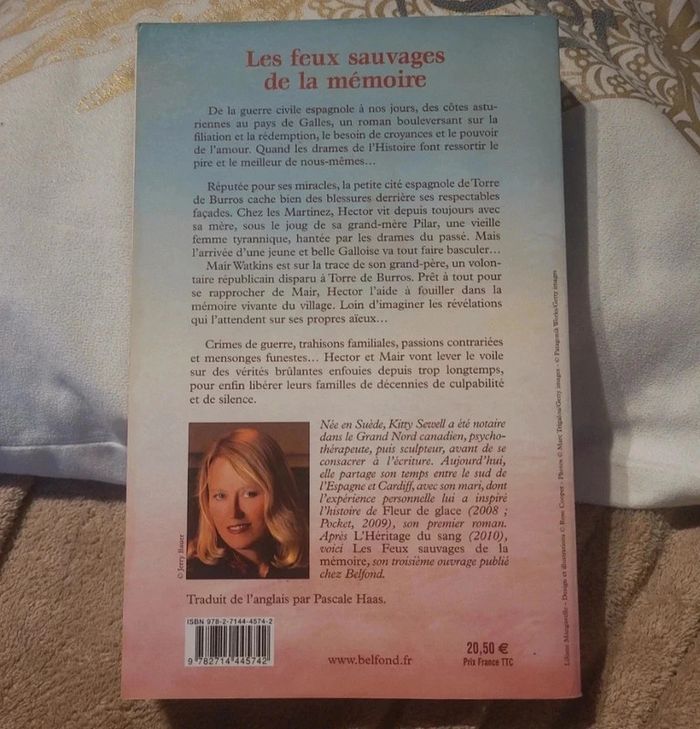 Les feux sauvages
de la mémoire
De la guerre civile espagnole à nos jours, des côtes astu-
riennes au pays de Galles, un roman bouleversant sur la
filiation et la rédemption, le besoin de croyances et le pouvoir
de l'amour. Quand les drames de l'Histoire font ressortir le
pire et le meilleur de nous-mêmes…
Réputée pour ses miracles, la petite cité espagnole de Torre
de Burros cache bien des blessures derrière ses respectables
façades. Chez les Martinez, Hector vit depuis toujours avec
sa mère, sous le joug de sa grand-mère Pilar, une vieille
femme tyrannique, hantée par les drames du passé. Mais
l'arrivée d'une jeune et belle Galloise va tout faire basculer…
Mair Watkins est sur la trace de son grand-père, un volon-
taire républicain disparu à Torre de Burros. Prêt à tout pour
se rapprocher de Mair, Hector l'aide à fouiller dans la
mémoire vivante du village. Loin d'imaginer les révélations
qui l'attendent sur ses propres aïeux…
Crimes de guerre, trahisons familiales, passions contrariées
et mensonges funestes… Hector et Mair vont lever le voile
sur des vérités brûlantes enfouies depuis trop longtemps,
pour enfin libérer leurs familles de décennies de culpabilité
et de silence.
Née en Suède, Kitty Sewell a été notaire
dans le Grand Nord canadien, psycho-
thérapeute, puis sculpteur, avant de se
consacrer à l'écriture. Aujourd'hui,
elle partage son temps entre le sud de
l'Espagne et Cardiff, avec son mari, dont
l'expérience personnelle lui a inspiré
l'histoire de Fleur de glace (2008 ;
Pocket, 2009), son premier roman.
Après L'Héritage du sang (2010),
voici Les Feux sauvages de la
mémoire, son troisième ouvrage publié
chez Belfond.
© Jerry Bauer
Traduit de l'anglais par Pascale Haas.
ISBN 978-2-7144-4574-2
9 782714 445742
www.belfond.fr
20,50 €
Prix France TTC
Design et illustrations © Rose Cooper - Photos © Marc Trigalou/Getty images - © Patagonik Works/Getty images